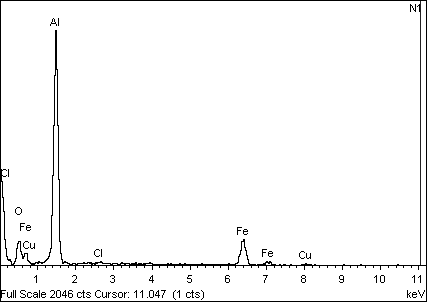 N1
Al
Cl
O
Fe
Cu
Cl
Fe
Fe
Cu
1 2 3 4 5 6 7 8 9 10 11
Full Scale 2046 cts Cursor: 11.047 (1 cts) keV